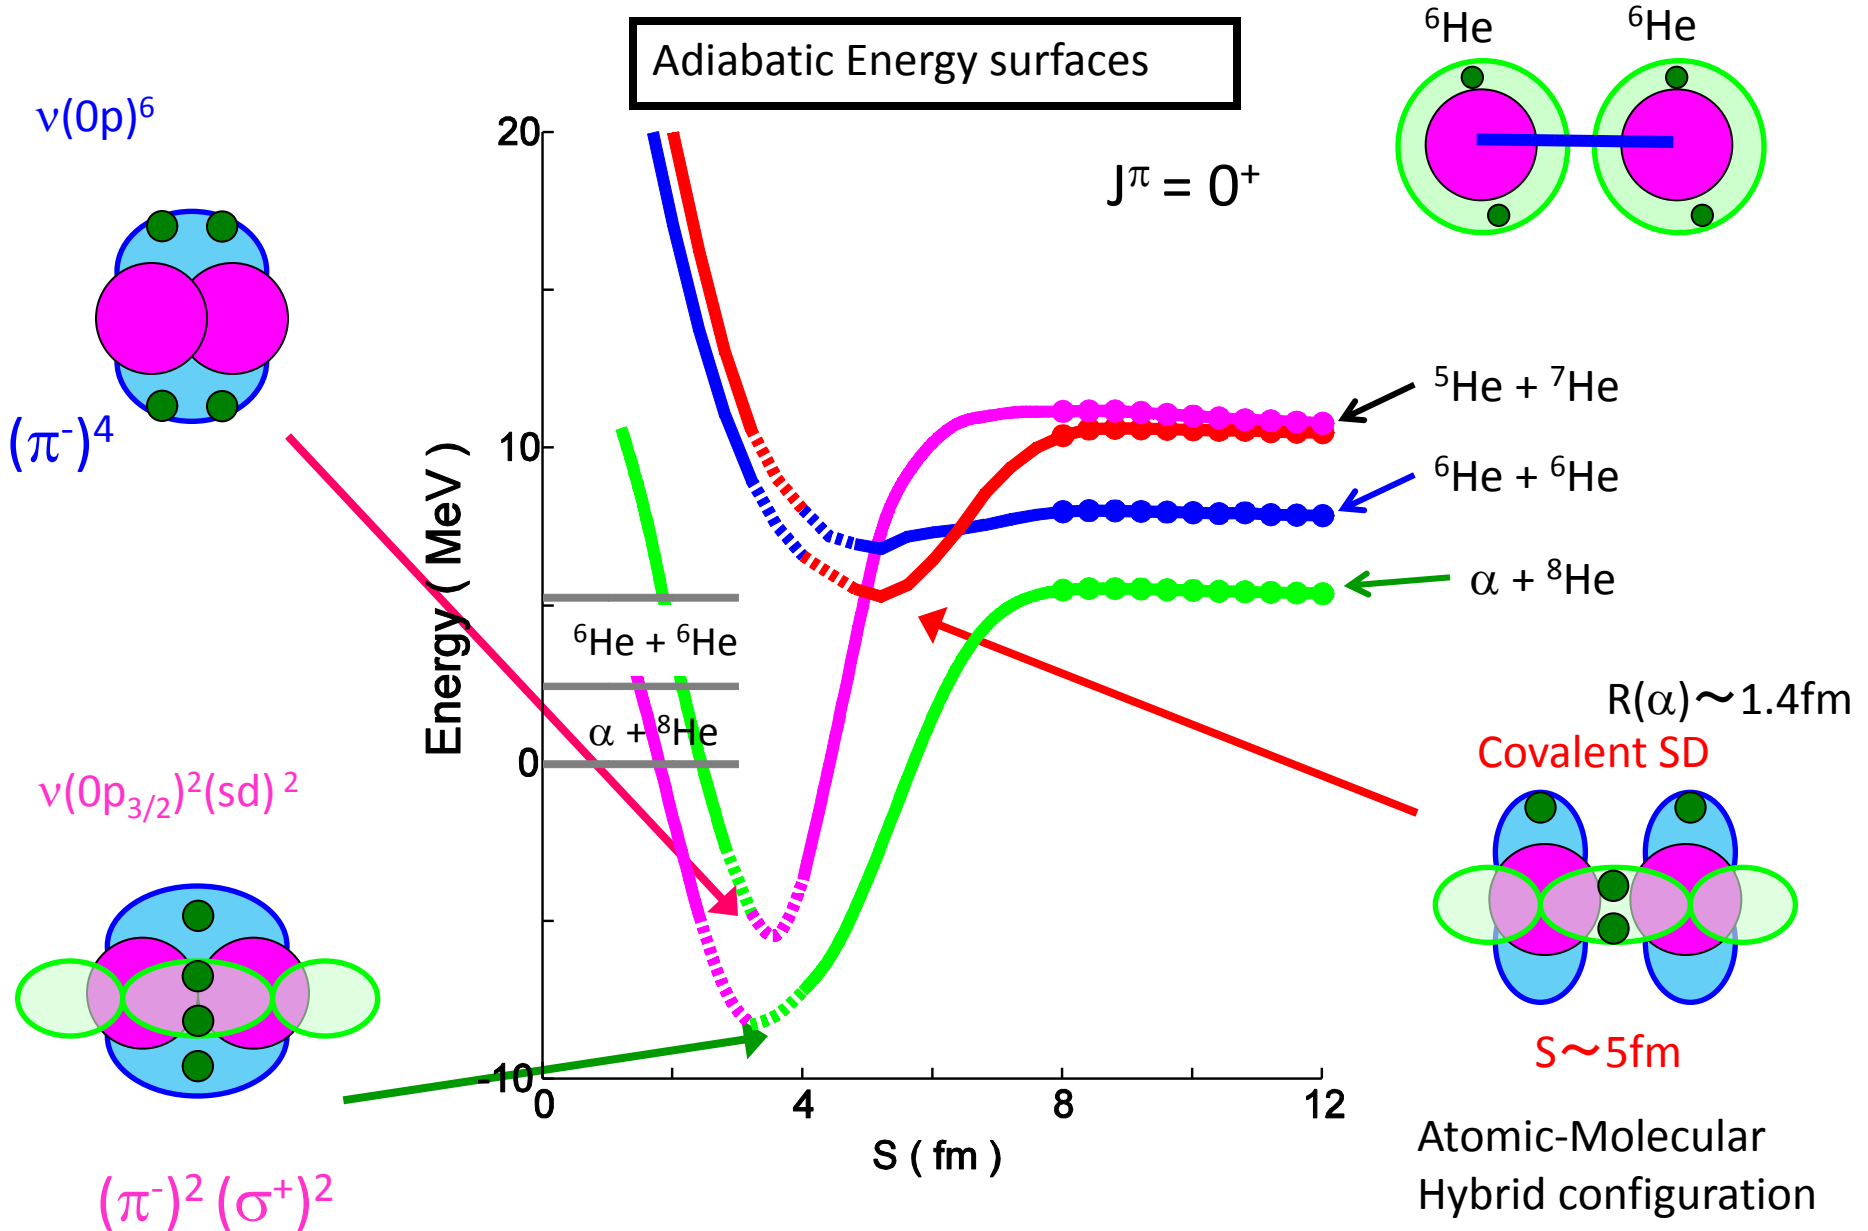 Adiabatic Energy surfaces
⁶He ⁶He
ν(0p)⁶
J^π = 0⁺
(π⁻)⁴
20
10
0
-10
Energy ( MeV )
⁵He + ⁷He
⁶He + ⁶He
α + ⁸He
⁶He + ⁶He
α + ⁸He
R(α)～1.4fm
Covalent SD
ν(0p₃/₂)²(sd)²
S～5fm
0 4 8 12
S ( fm )
Atomic-Molecular
Hybrid configuration
(π⁻)² (σ⁺)²